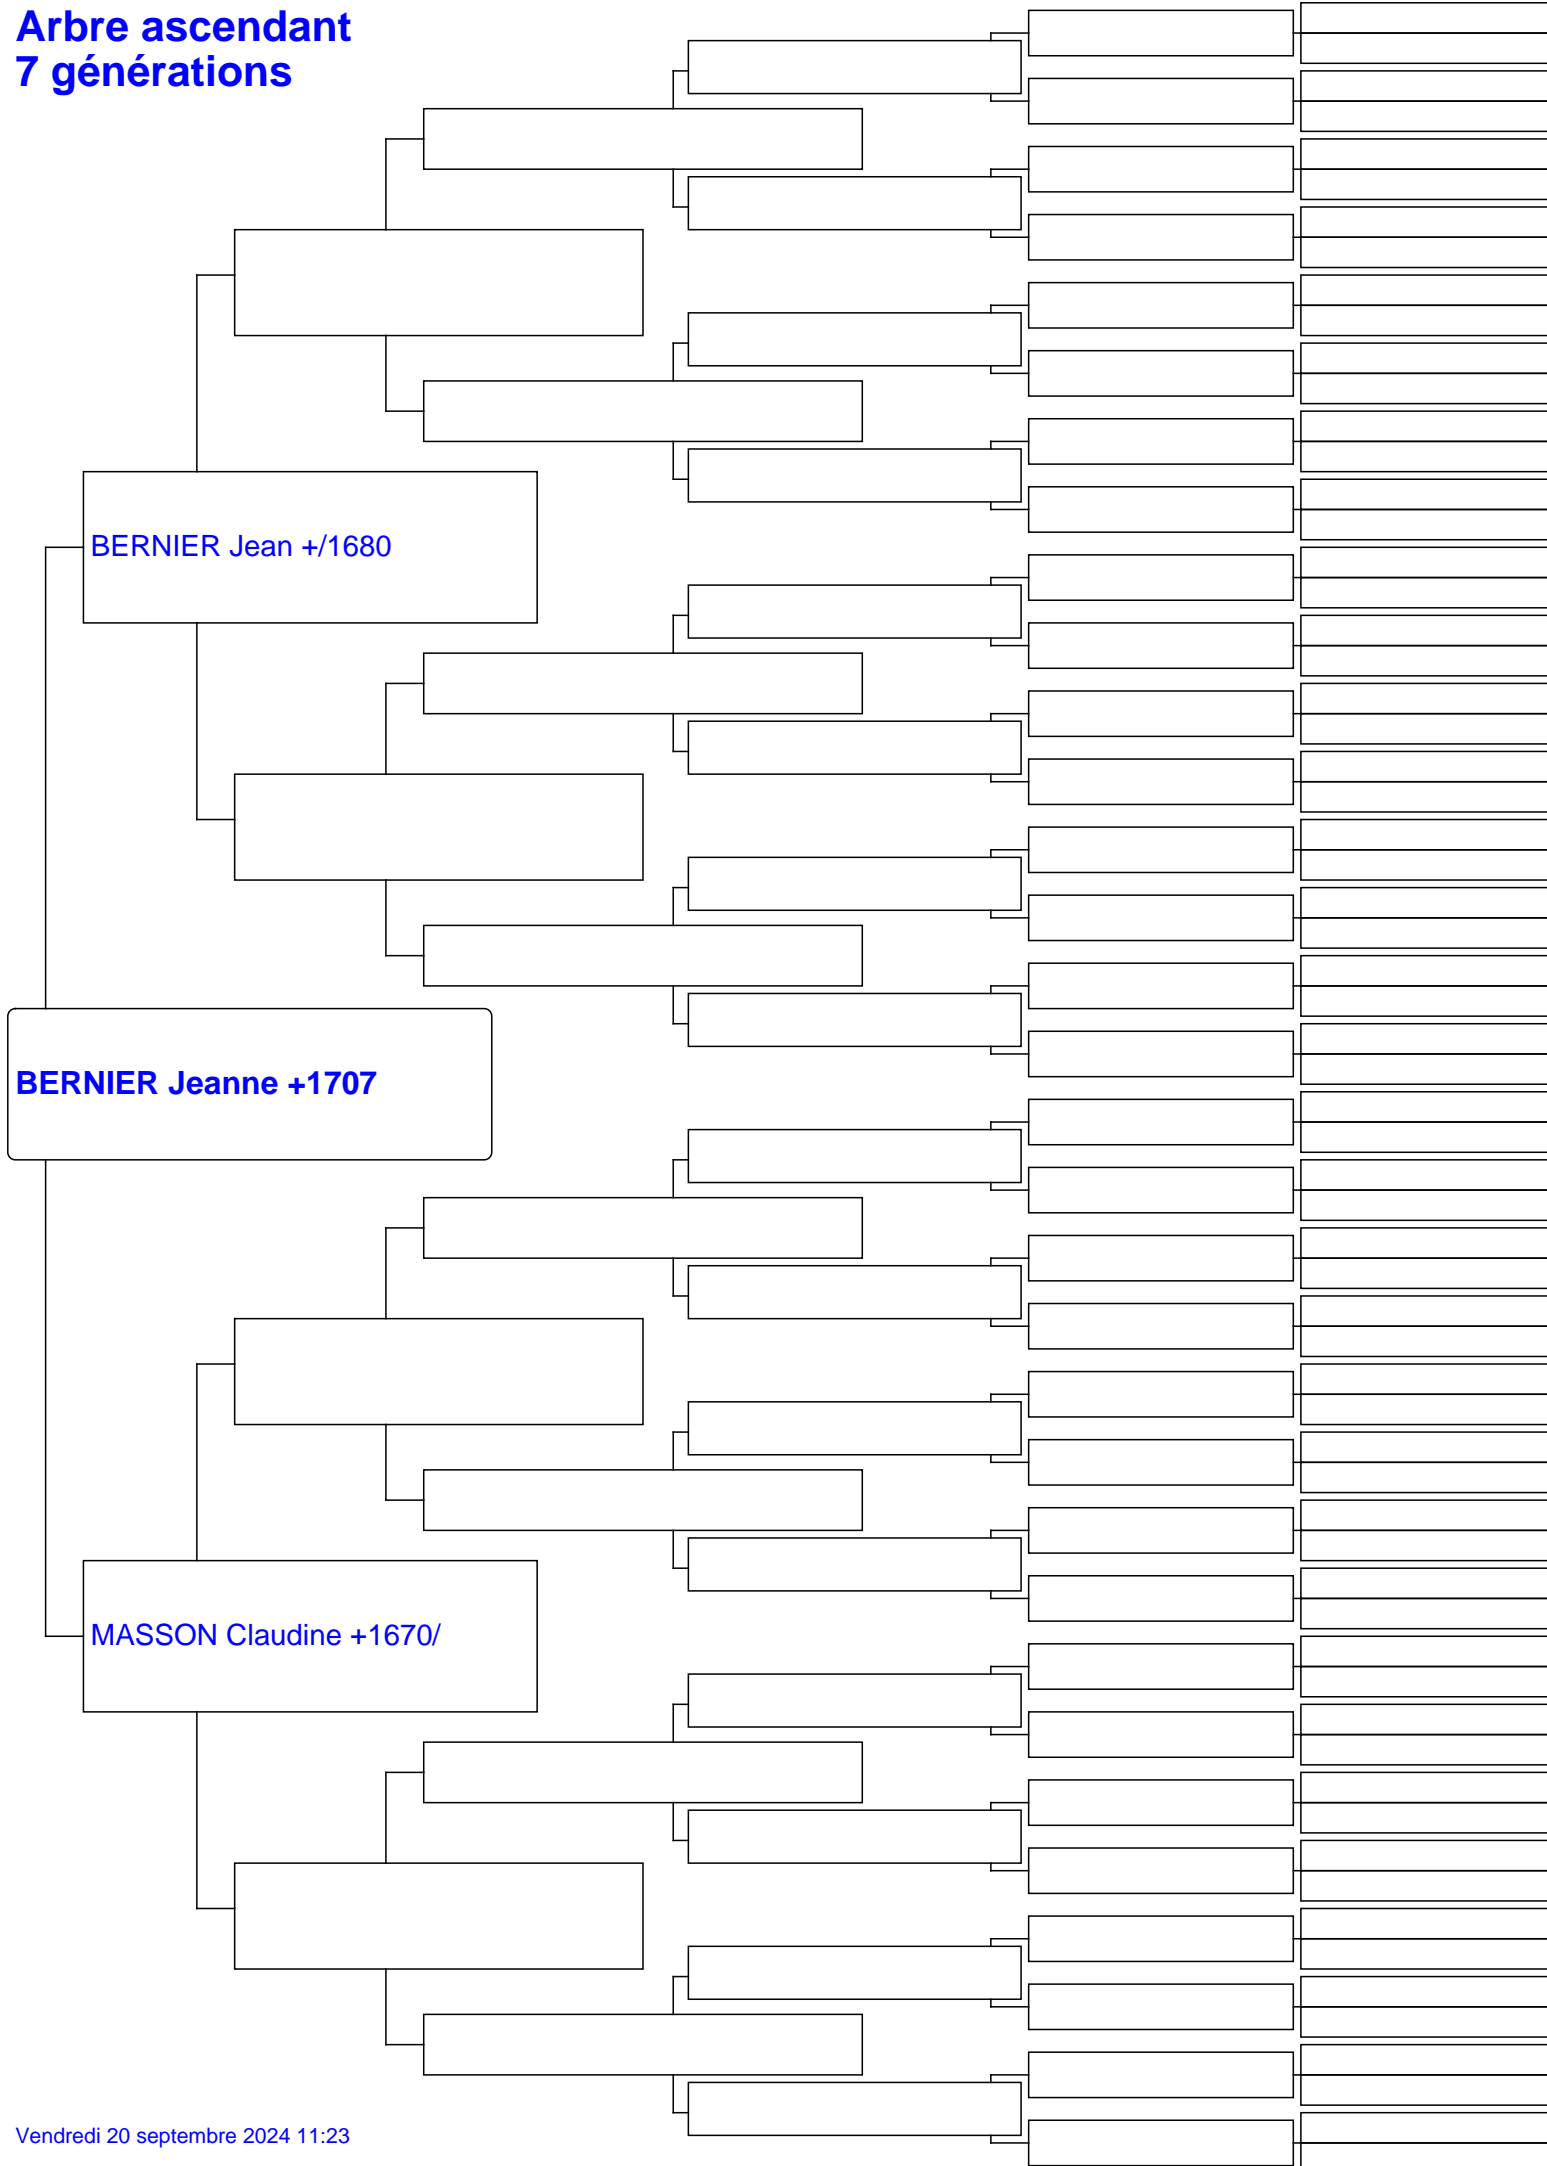 Arbre ascendant
7 générations
BERNIER Jean +/1680
BERNIER Jeanne +1707
MASSON Claudine +1670/
Vendredi 20 septembre 2024 11:23